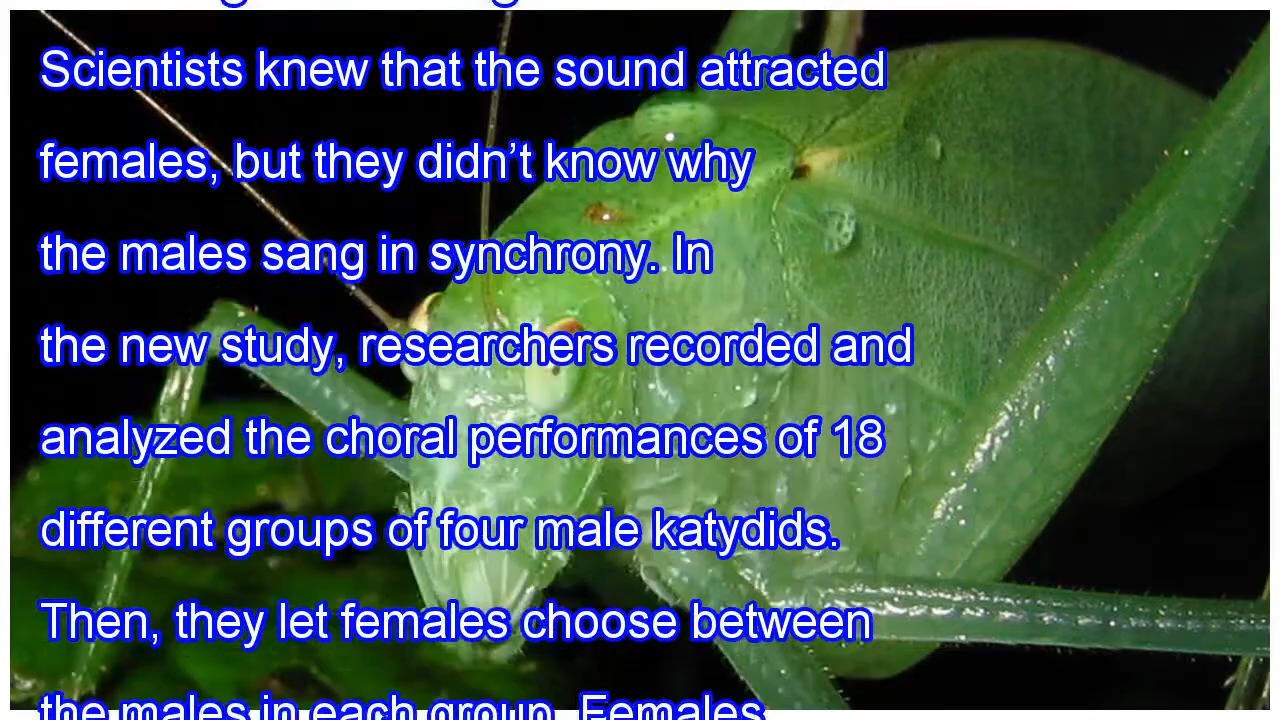 Scientists knew that the sound attracted
females, but they didn’t know why
the males sang in synchrony. In
the new study, researchers recorded and
analyzed the choral performances of 18
different groups of four male katydids.
Then, they let females choose between
the males in each group. Females